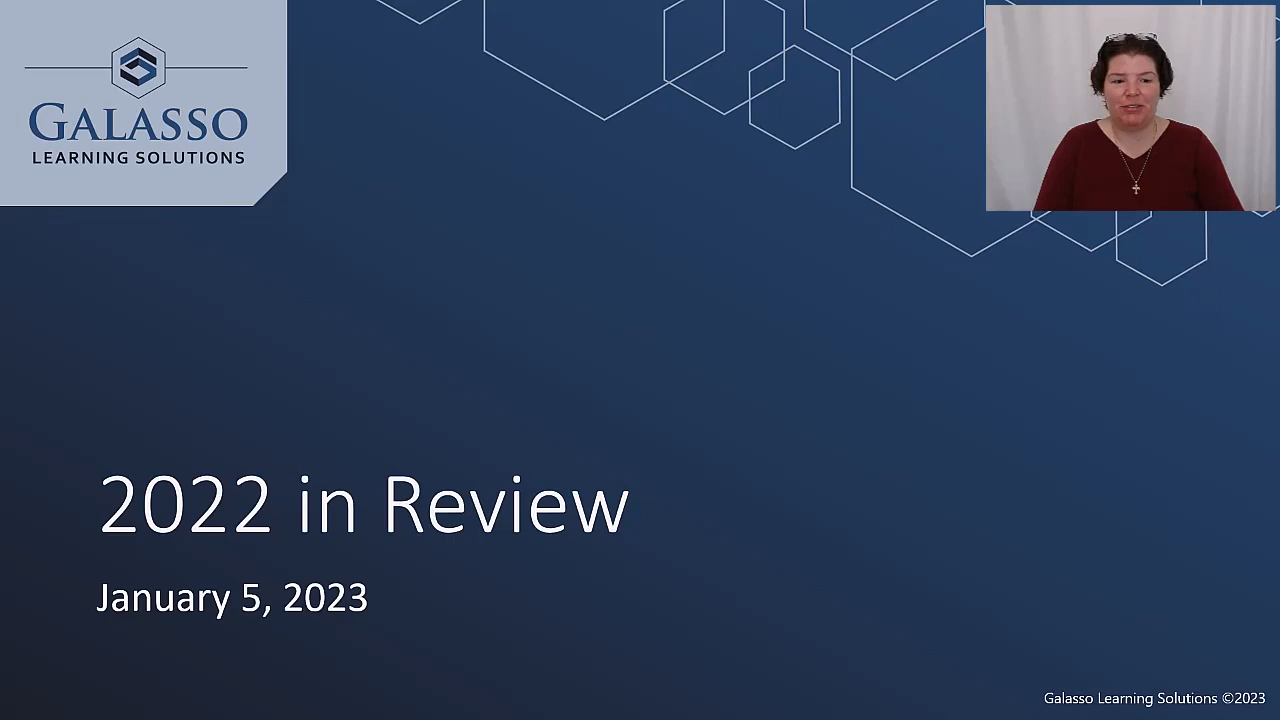 GALASSO
LEARNING SOLUTIONS
2022 in Review
January 5, 2023
Galasso Learning Solutions ©2023